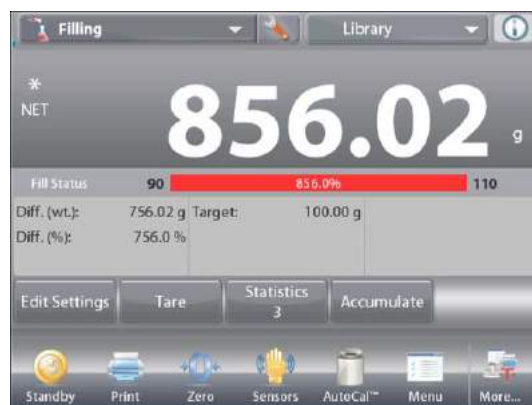 Filling Library
*
NET 856.02 g
Fill Status 90 856.0% 110
Diff. (wt.): 756.02 g Target: 100.00 g
Diff. (%): 756.0 %
Edit Settings Tare Statistics 3 Accumulate
Standby Print Zero Sensors AutoCal™ Menu More...